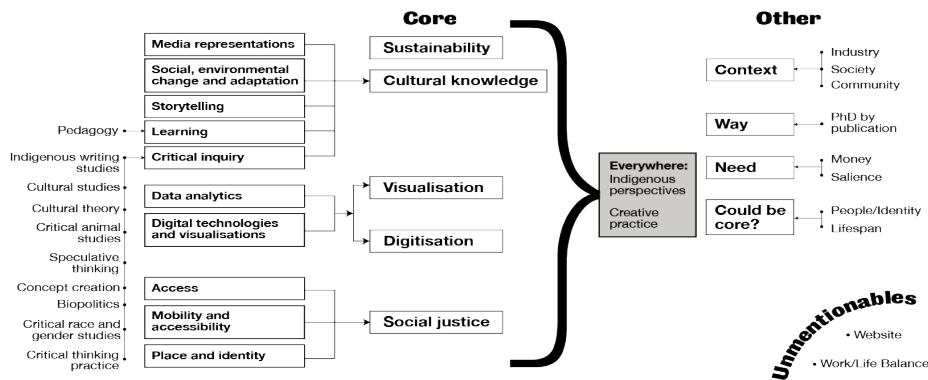 Core
Other
Pedagogy
Indigenous writing
studies
Cultural studies
Cultural theory
Critical animal
studies
Speculative
thinking
Concept creation
Biopolitics
Critical race and
gender studies
Critical thinking
practice
Media representations
Social, environmental
change and adaptation
Storytelling
Learning
Critical inquiry
Data analytics
Digital technologies
and visualisations
Access
Mobility and
accessibility
Place and identity
Sustainability
Cultural knowledge
Visualisation
Digitisation
Social justice
Everywhere:
Indigenous
perspectives
Creative
practice
Context
Industry
Society
Community
Way
PhD by
publication
Need
Money
Salience
Could be
core?
People/Identity
Lifespan
Unmentionables
Website
Work/Life Balance